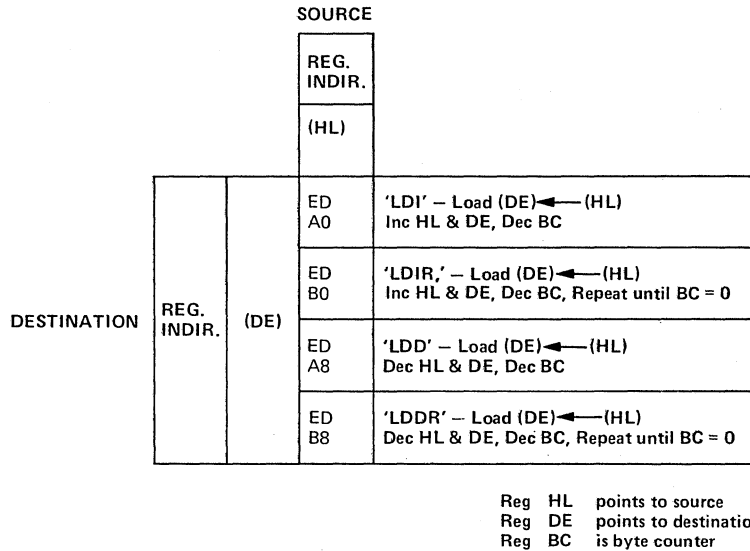 SOURCE
REG.
INDIR.
(HL)
DESTINATION
REG.
INDIR.
(DE)
ED
A0
'LDI' – Load (DE) ◄— (HL)
Inc HL & DE, Dec BC
ED
B0
'LDIR,' – Load (DE) ◄— (HL)
Inc HL & DE, Dec BC, Repeat until BC = 0
ED
A8
'LDD' – Load (DE) ◄— (HL)
Dec HL & DE, Dec BC
ED
B8
'LDDR' – Load (DE) ◄— (HL)
Dec HL & DE, Dec BC, Repeat until BC = 0
Reg HL points to source
Reg DE points to destinatio
Reg BC is byte counter